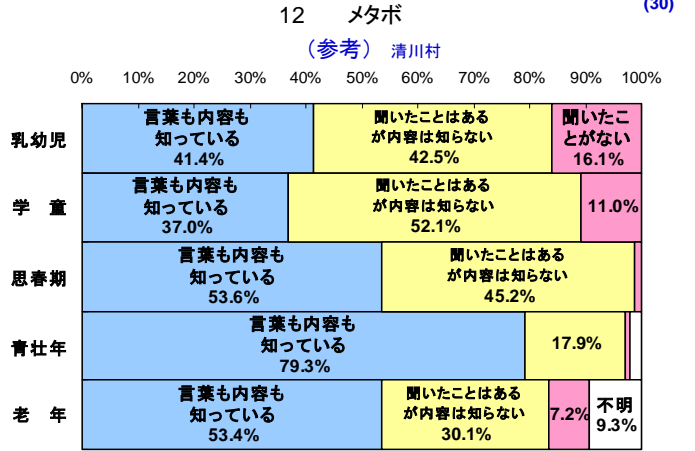 (30)
12 メタボ
(参考) 清川村
0% 10% 20% 30% 40% 50% 60% 70% 80% 90% 100%
乳幼児
言葉も内容も
知っている
41.4%
聞いたことはある
が内容は知らない
42.5%
聞いたこ
とがない
16.1%
学 童
言葉も内容も
知っている
37.0%
聞いたことはある
が内容は知らない
52.1%
11.0%
思春期
言葉も内容も
知っている
53.6%
聞いたことはある
が内容は知らない
45.2%
青壮年
言葉も内容も
知っている
79.3%
17.9%
老 年
言葉も内容も
知っている
53.4%
聞いたことはある
が内容は知らない
30.1%
7.2%
不明
9.3%